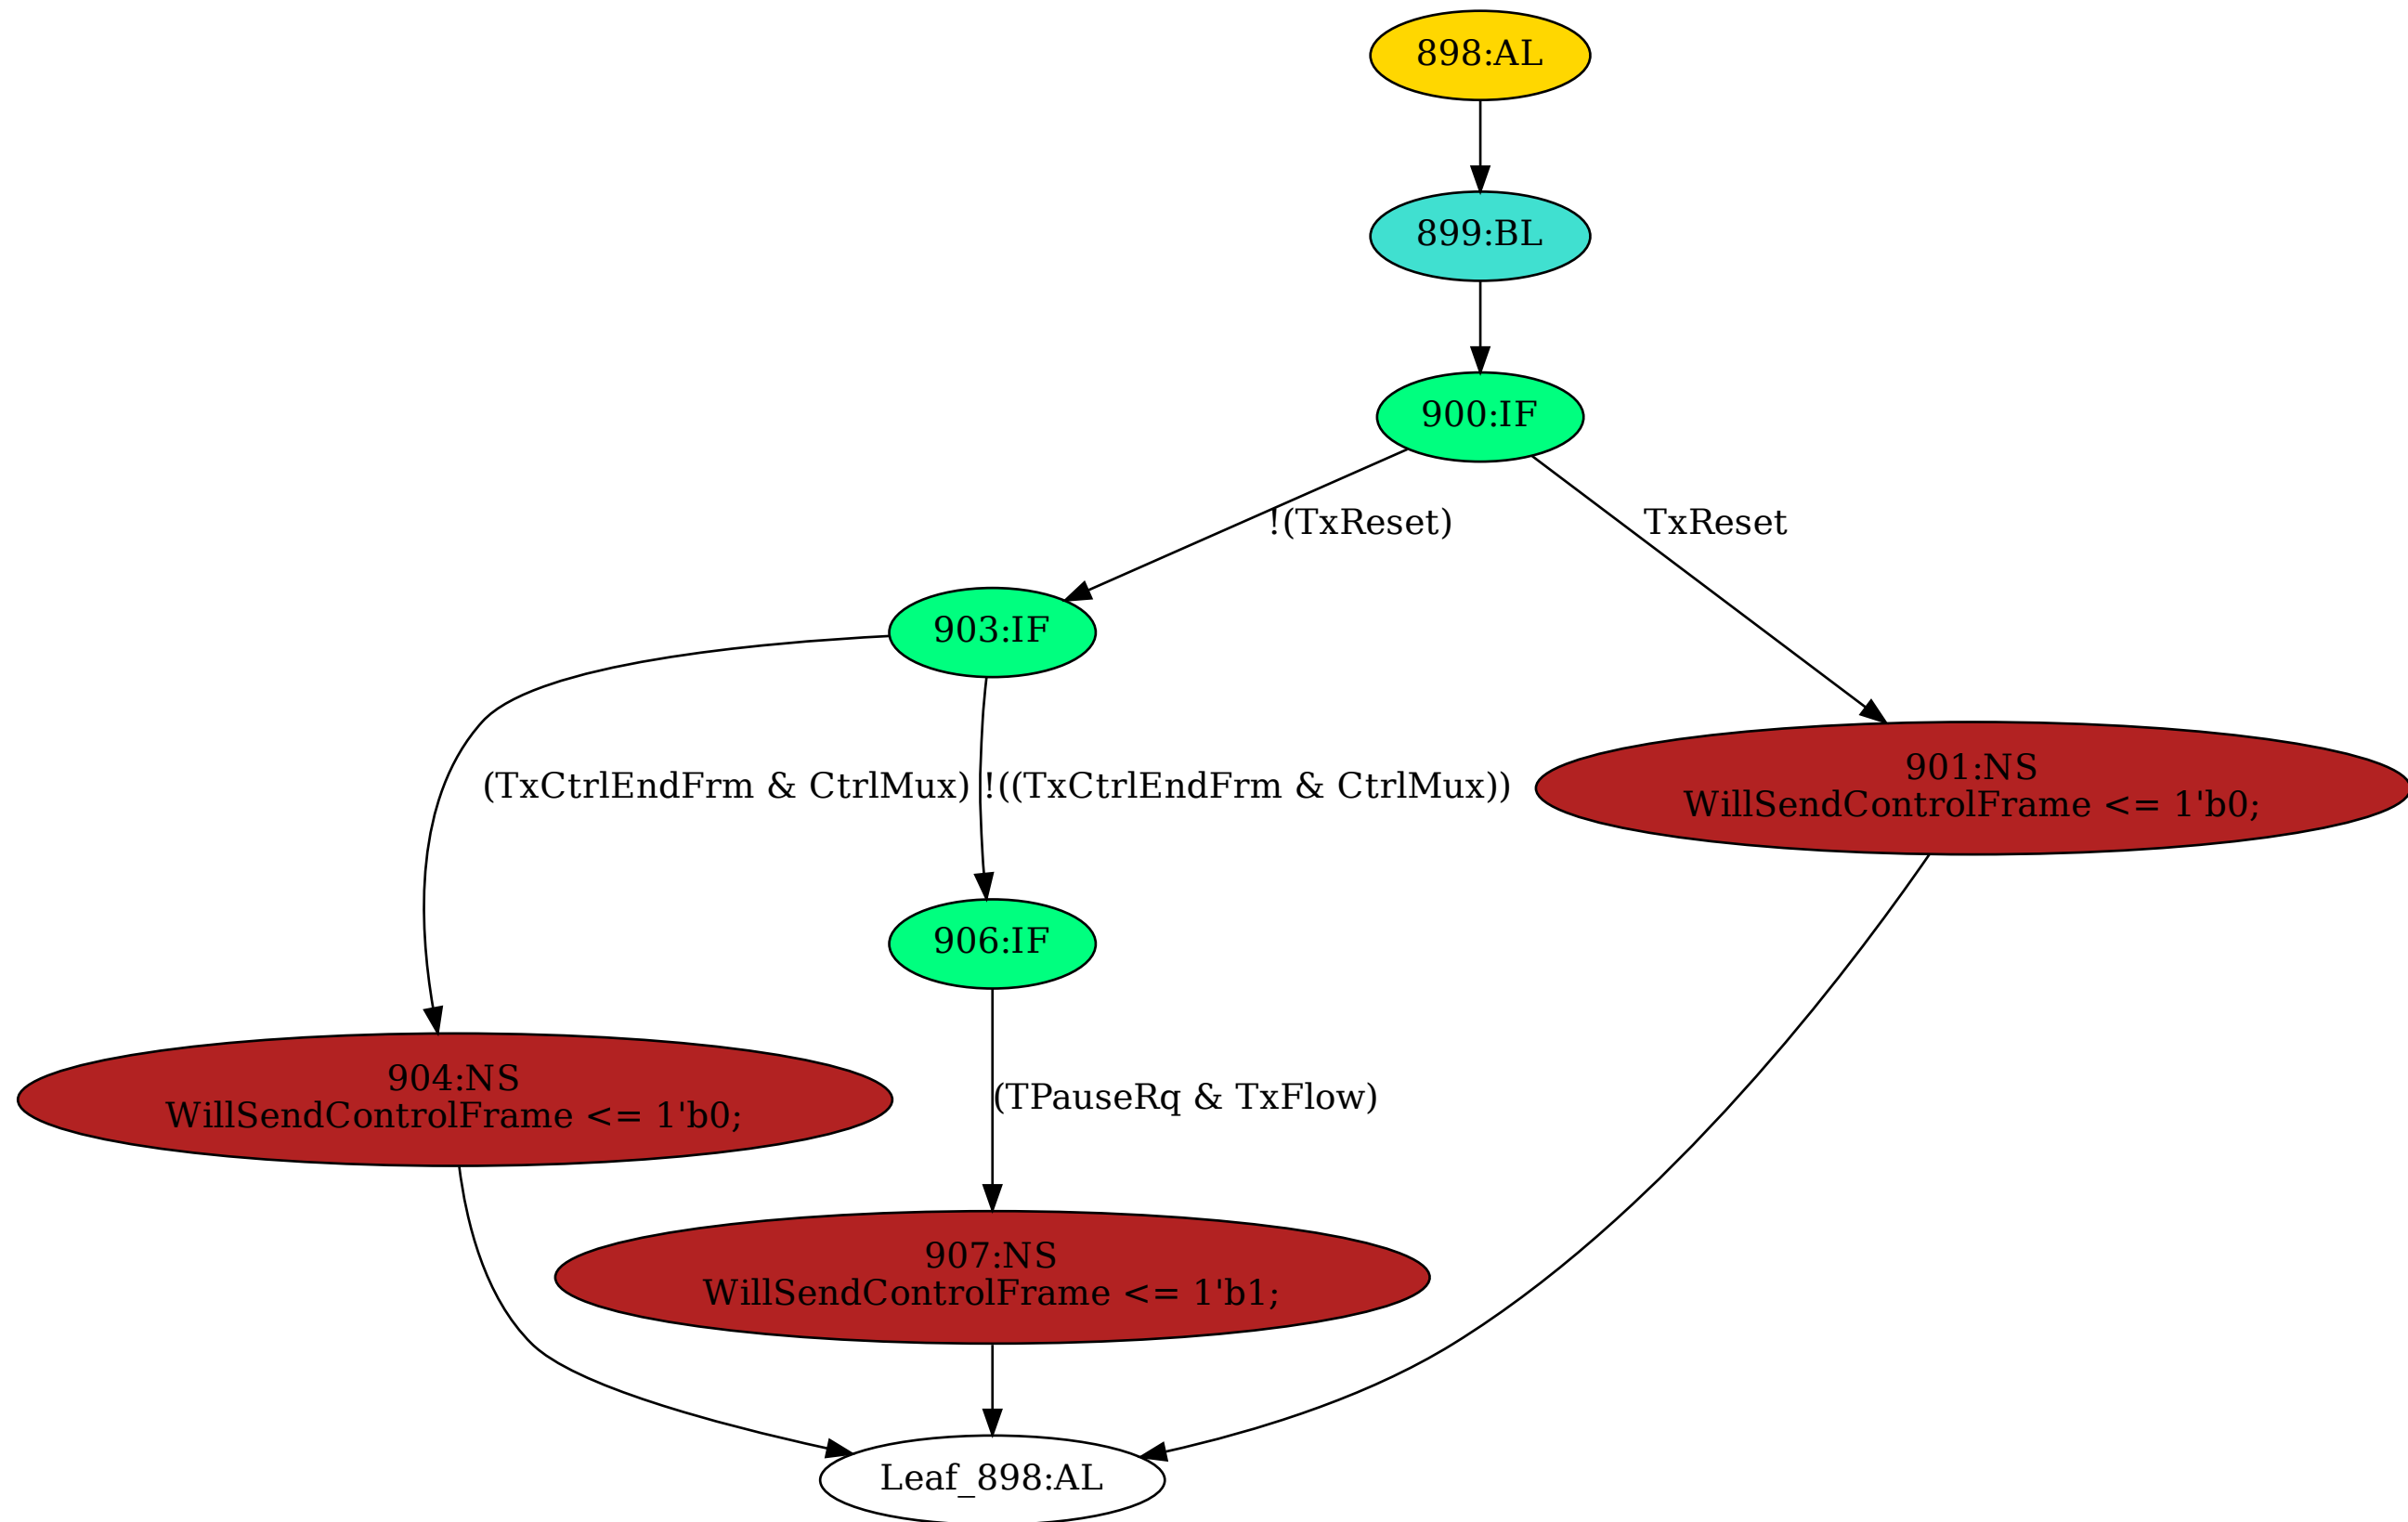 898:AL
899:BL
900:IF
!(TxReset)
TxReset
903:IF
(TxCtrlEndFrm & CtrlMux)
!((TxCtrlEndFrm & CtrlMux))
901:NS
WillSendControlFrame <= 1'b0;
906:IF
904:NS
WillSendControlFrame <= 1'b0;
(TPauseRq & TxFlow)
907:NS
WillSendControlFrame <= 1'b1;
Leaf_898:AL